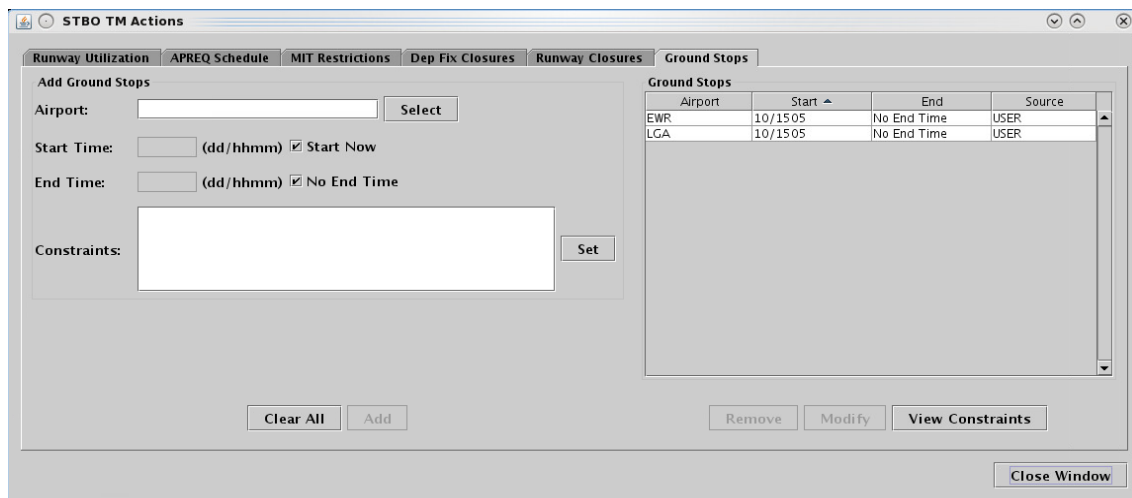 STBO TM Actions
Runway Utilization APREQ Schedule MIT Restrictions Dep Fix Closures Runway Closures Ground Stops
Add Ground Stops
Airport: Select
Start Time: (dd/hhmm) Start Now
End Time: (dd/hhmm) No End Time
Constraints: Set
Clear All Add
Ground Stops
Airport Start End Source
EWR 10/1505 No End Time USER
LGA 10/1505 No End Time USER
Remove Modify View Constraints
Close Window